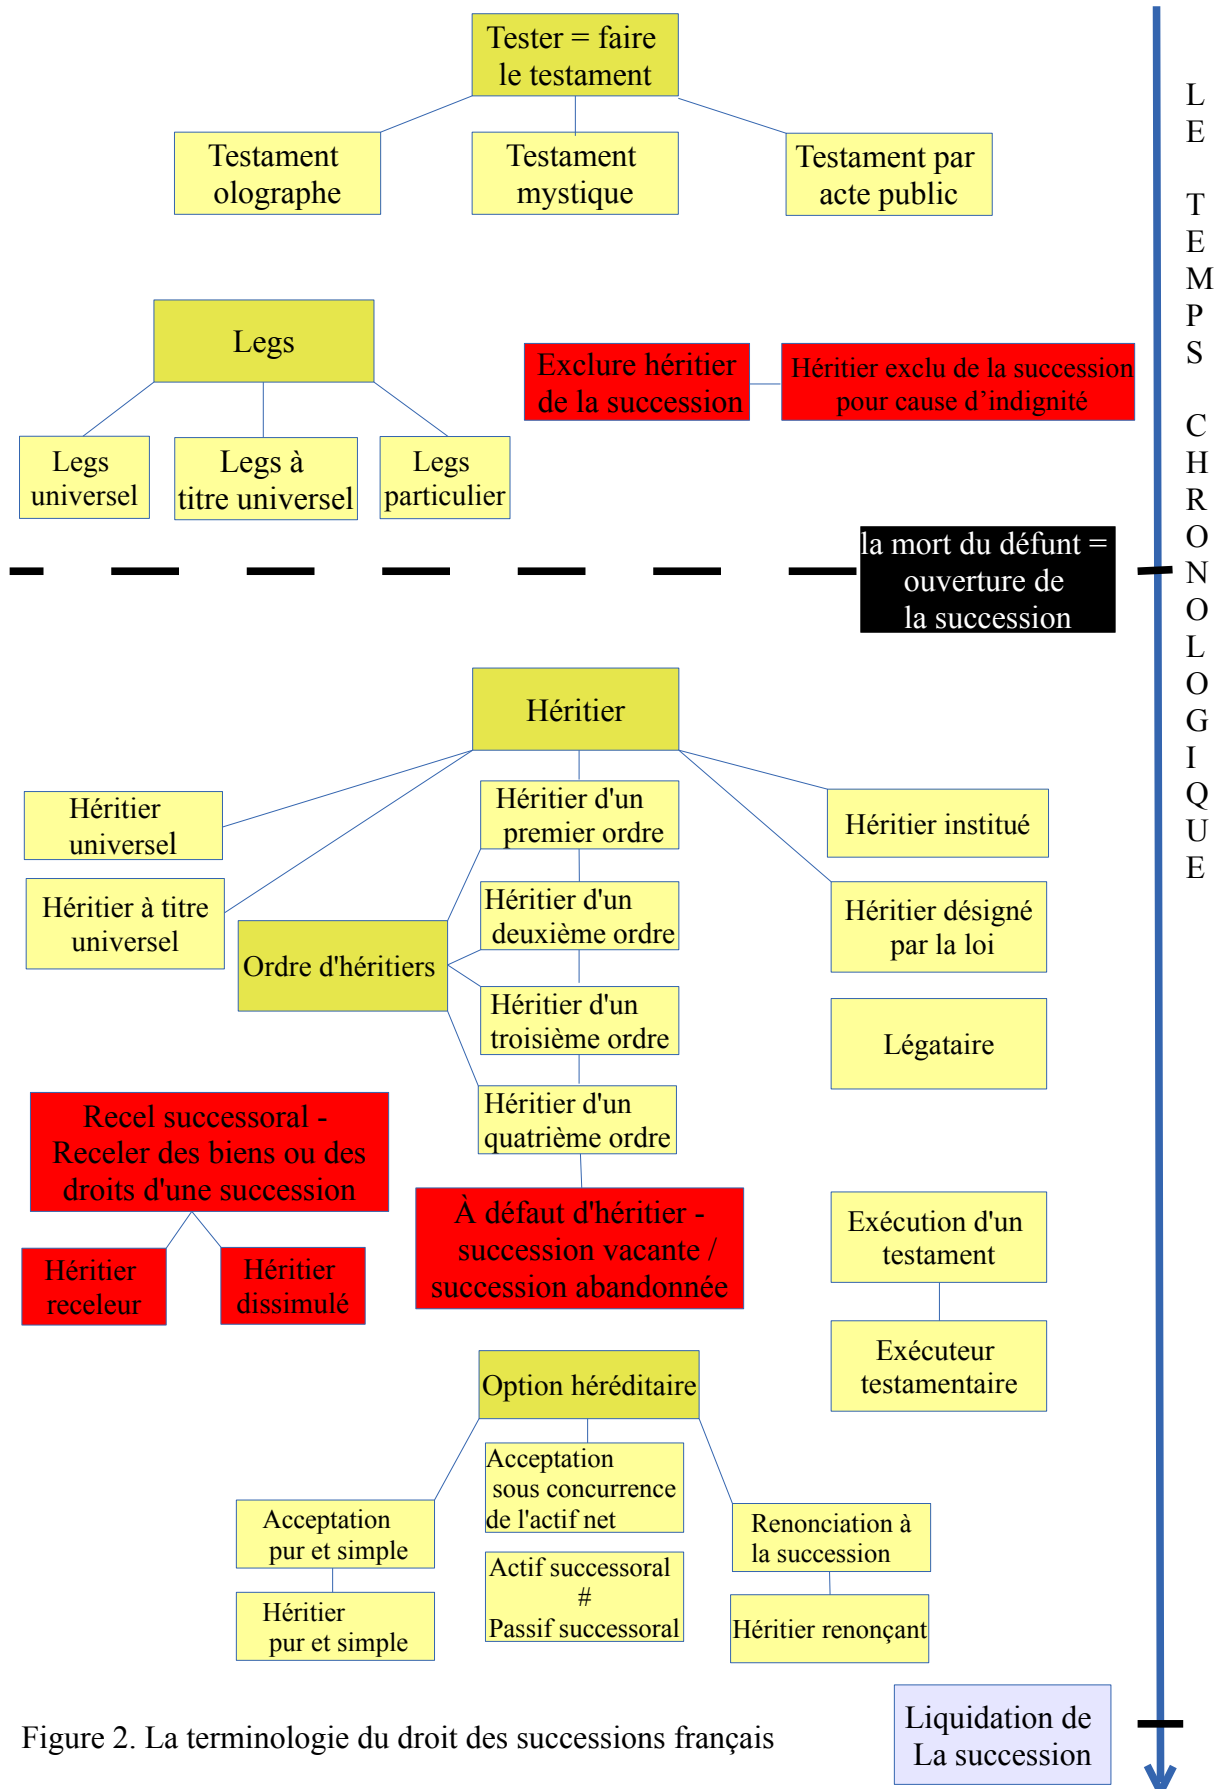 Tester = faire
le testament
Testament
olographe
Testament
mystique
Testament par
acte public
Legs
Exclure héritier
de la succession
Héritier exclu de la succession
pour cause d’indignité
Legs
universel
Legs à
titre universel
Legs
particulier
la mort du défunt =
ouverture de
la succession
Héritier
Héritier
universel
Héritier d'un
premier ordre
Héritier institué
Héritier à titre
universel
Ordre d'héritiers
Héritier d'un
deuxième ordre
Héritier désigné
par la loi
Héritier d'un
troisième ordre
Légataire
Héritier d'un
quatrième ordre
Recel successoral -
Receler des biens ou des
droits d'une succession
Héritier
receleur
Héritier
dissimulé
À défaut d'héritier -
succession vacante /
succession abandonnée
Exécution d'un
testament
Exécuteur
testamentaire
Option héréditaire
Acceptation
pur et simple
Acceptation
sous concurrence
de l'actif net
Renonciation à
la succession
Héritier
pur et simple
Actif successoral
#
Passif successoral
Héritier renonçant
Liquidation de
La succession
LE TEMPS CHRONOLOGIQUE
Figure 2. La terminologie du droit des successions français